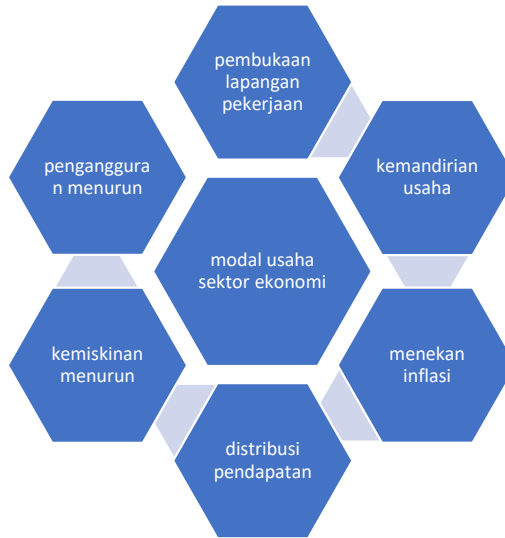 pembukaan
lapangan
pekerjaan
kemandirian
usaha
menekan
inflasi
distribusi
pendapatan
kemiskinan
menurun
penganggura
n menurun
modal usaha
sektor ekonomi